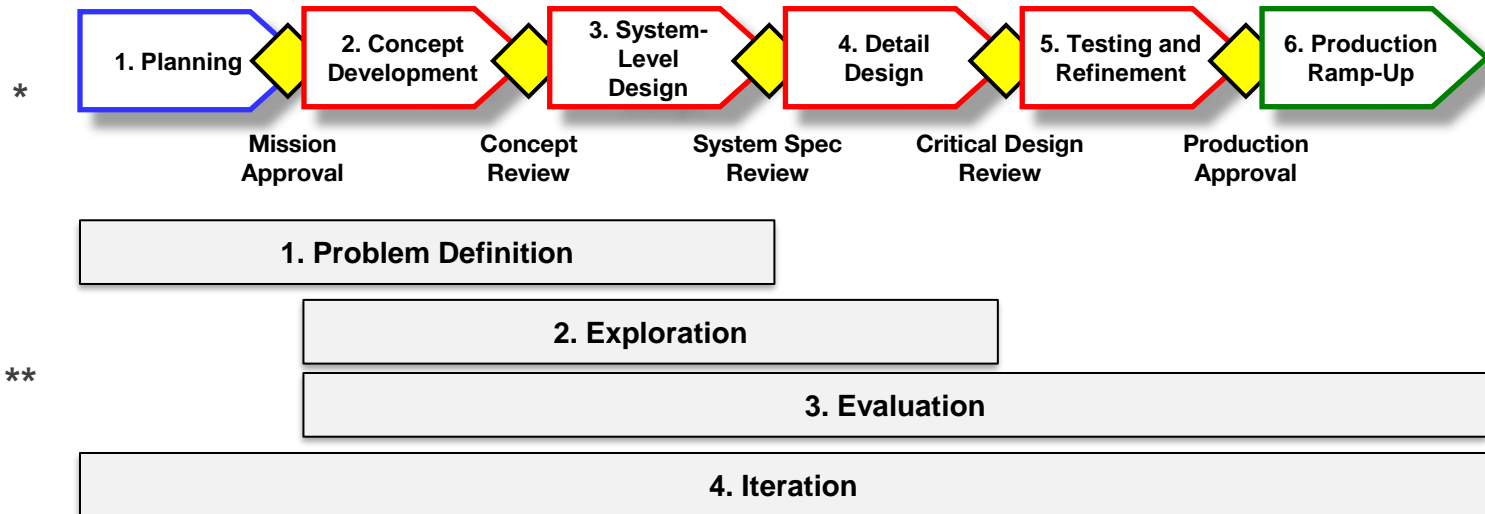 1. Planning
2. Concept
Development
3. System-
Level
Design
4. Detail
Design
5. Testing and
Refinement
6. Production
Ramp-Up
*
Mission
Approval
Concept
Review
System Spec
Review
Critical Design
Review
Production
Approval
1. Problem Definition
2. Exploration
**
3. Evaluation
4. Iteration